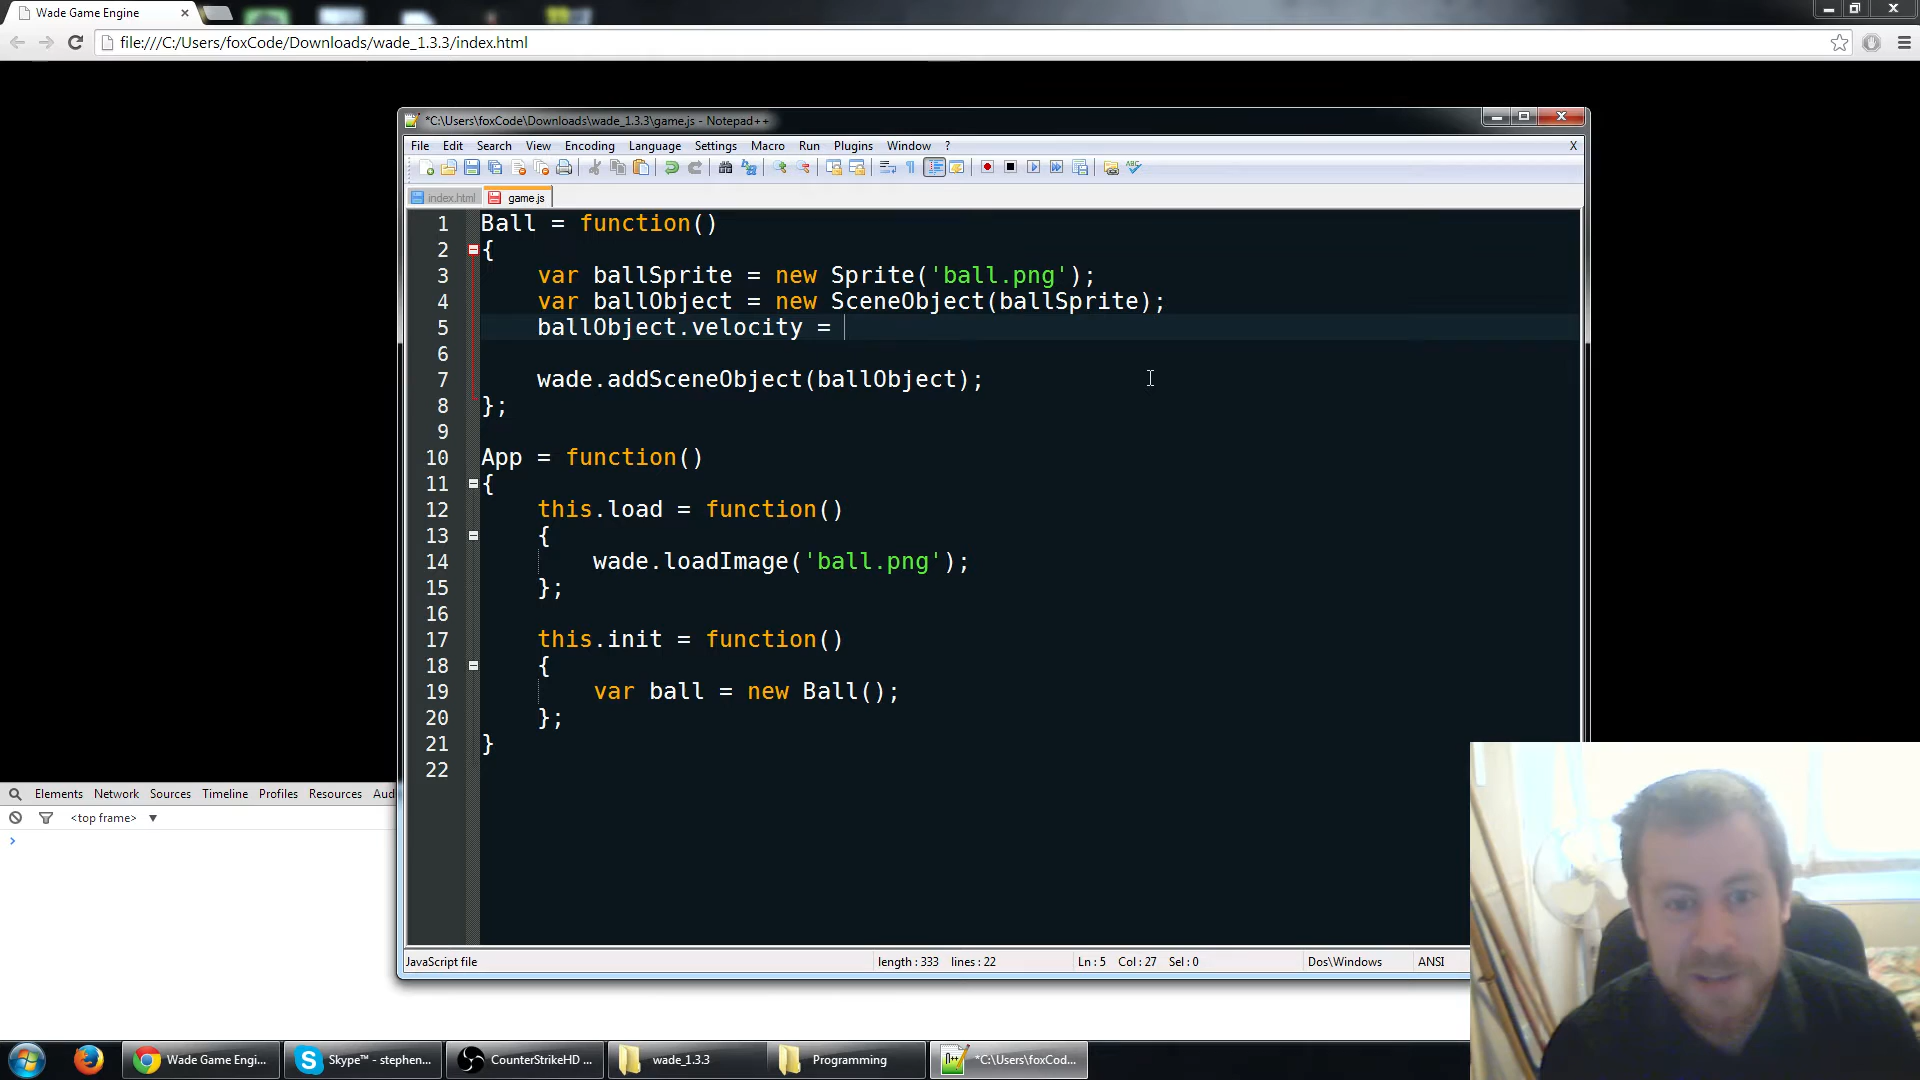 Wade Game Engine
file:///C:/Users/foxCode/Downloads/wade_1.3.3/index.html
*C:\Users\foxCode\Downloads\wade_1.3.3\game.js - Notepad++
File Edit Search View Encoding Language Settings Macro Run Plugins Window ? X
index.html game.js
1 Ball = function()
2 {
3 var ballSprite = new Sprite('ball.png');
4 var ballObject = new SceneObject(ballSprite);
5 ballObject.velocity =
6
7 wade.addSceneObject(ballObject);
8 };
9
10 App = function()
11 {
12 this.load = function()
13 {
14 wade.loadImage('ball.png');
15 };
16
17 this.init = function()
18 {
19 var ball = new Ball();
20 };
21 }
22
Elements Network Sources Timeline Profiles Resources Aud
<top frame>
JavaScript file length : 333 lines : 22 Ln : 5 Col : 27 Sel : 0 Dos\Windows ANSI
Wade Game Engi... Skype™ - stephen... CounterStrikeHD ... wade_1.3.3 Programming *C:\Users\foxCod...